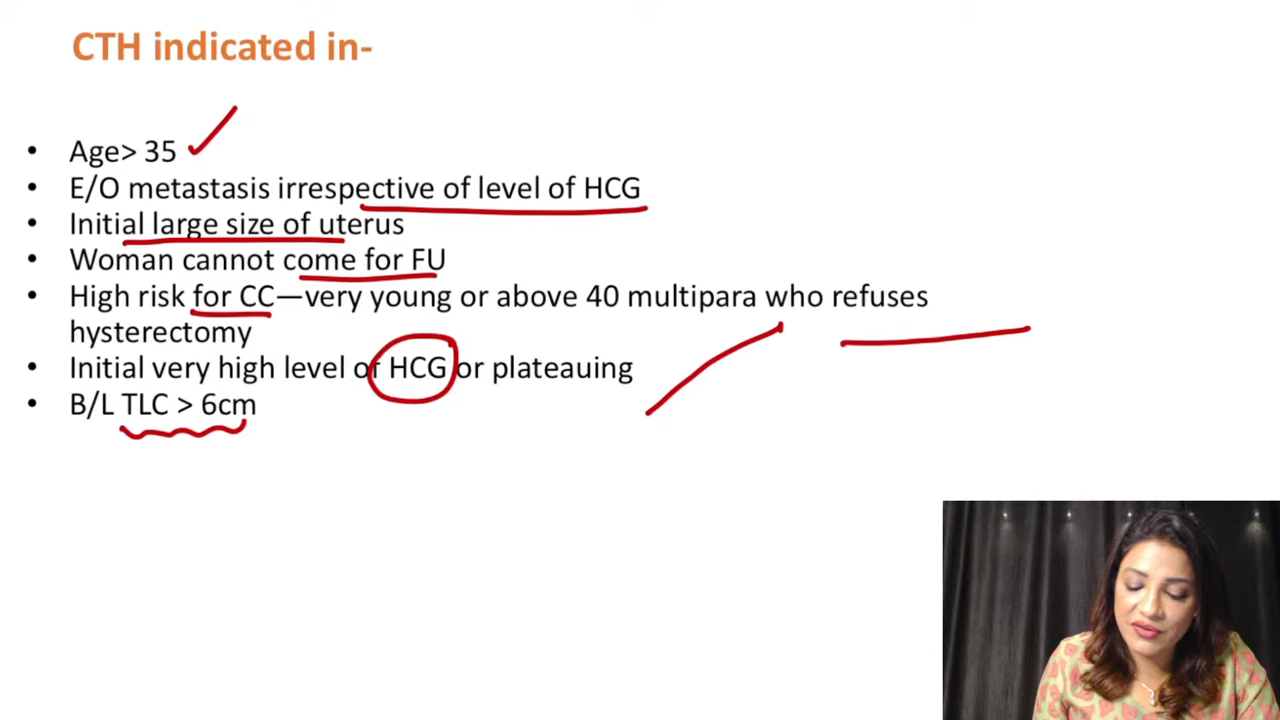 CTH indicated in-
• Age> 35
• E/O metastasis irrespective of level of HCG
• Initial large size of uterus
• Woman cannot come for FU
• High risk for CC—very young or above 40 multipara who refuses
hysterectomy
• Initial very high level of HCG or plateauing
• B/L TLC > 6cm